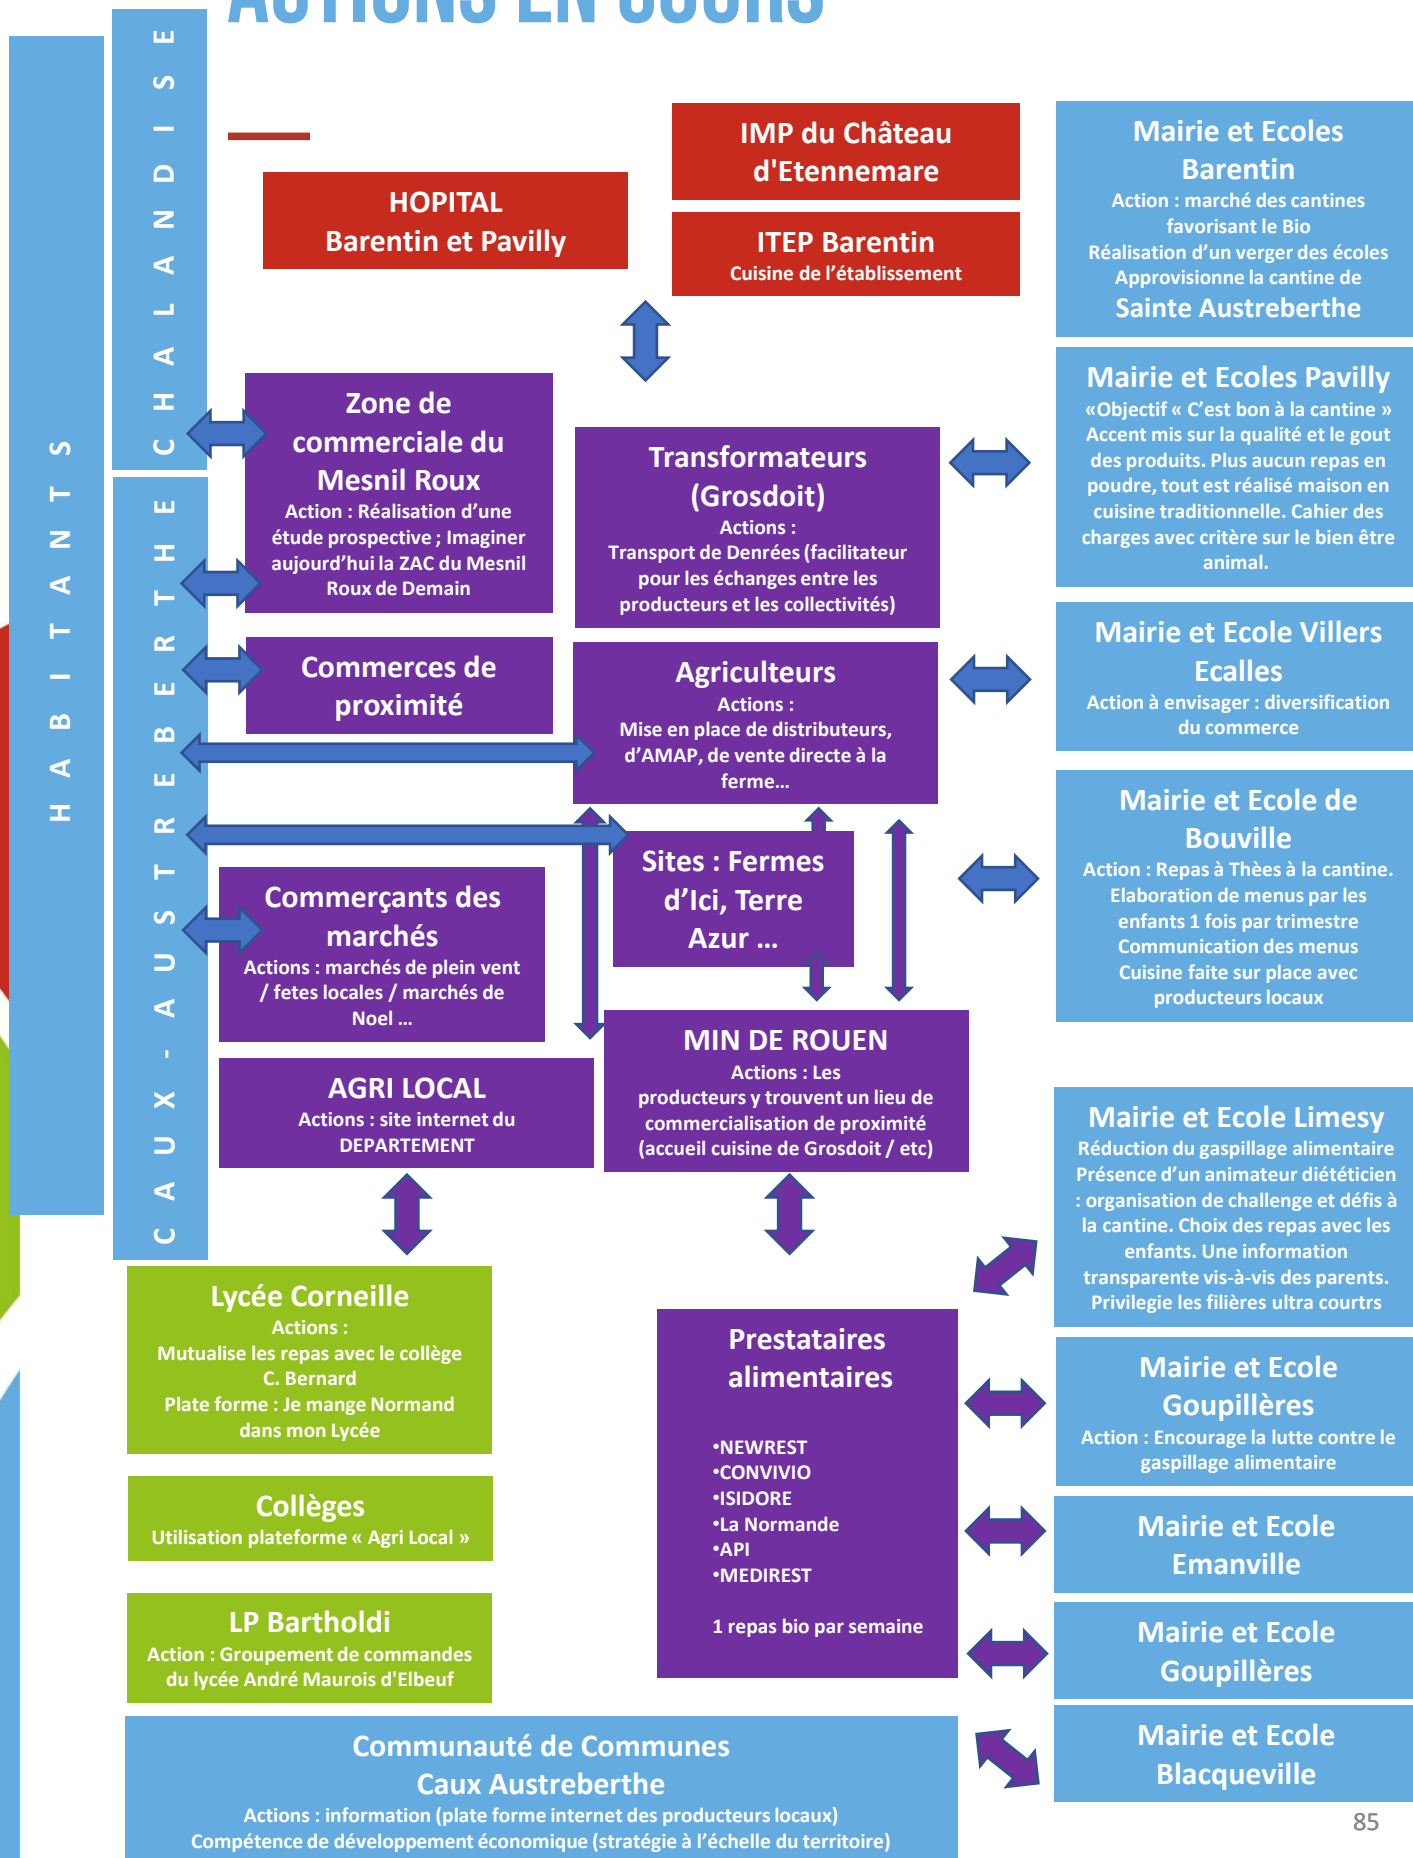 ACTIONS EN COURS
HABITANTS
CHALANDISE
CAUX-AUSTREBERTHE
HOPITAL
Barentin et Pavilly
IMP du Château
d'Etennemare
ITEP Barentin
Cuisine de l'établissement
Zone de
commerciale du
Mesnil Roux
Action : Réalisation d'une
étude prospective ; Imaginer
aujourd'hui la ZAC du Mesnil
Roux de Demain
Commerces de
proximité
Commerçants des
marchés
Actions : marchés de plein vent
/ fetes locales / marchés de
Noel ...
AGRI LOCAL
Actions : site internet du
DEPARTEMENT
Transformateurs
(Grosdoit)
Actions :
Transport de Denrées (facilitateur
pour les échanges entre les
producteurs et les collectivités)
Agriculteurs
Actions :
Mise en place de distributeurs,
d'AMAP, de vente directe à la
ferme...
Sites : Fermes
d'Ici, Terre
Azur ...
MIN DE ROUEN
Actions : Les
producteurs y trouvent un lieu de
commercialisation de proximité
(accueil cuisine de Grosdoit / etc)
Lycée Corneille
Actions :
Mutualise les repas avec le collège
C. Bernard
Plate forme : Je mange Normand
dans mon Lycée
Collèges
Utilisation plateforme « Agri Local »
LP Bartholdi
Action : Groupement de commandes
du lycée André Maurois d'Elbeuf
Prestataires
alimentaires
•NEWREST
•CONVIVIO
•ISIDORE
•La Normande
•API
•MEDIREST
1 repas bio par semaine
Communauté de Communes
Caux Austreberthe
Actions : information (plate forme internet des producteurs locaux)
Compétence de développement économique (stratégie à l'échelle du territoire)
Mairie et Ecoles
Barentin
Action : marché des cantines
favorisant le Bio
Réalisation d'un verger des écoles
Approvisionne la cantine de
Sainte Austreberthe
Mairie et Ecoles Pavilly
«Objectif « C'est bon à la cantine »
Accent mis sur la qualité et le gout
des produits. Plus aucun repas en
poudre, tout est réalisé maison en
cuisine traditionnelle. Cahier des
charges avec critère sur le bien être
animal.
Mairie et Ecole Villers
Ecalles
Action à envisager : diversification
du commerce
Mairie et Ecole de
Bouville
Action : Repas à Thèes à la cantine.
Elaboration de menus par les
enfants 1 fois par trimestre
Communication des menus
Cuisine faite sur place avec
producteurs locaux
Mairie et Ecole Limesy
Réduction du gaspillage alimentaire
Présence d'un animateur diététicien
: organisation de challenge et défis à
la cantine. Choix des repas avec les
enfants. Une information
transparente vis-à-vis des parents.
Privilegie les filières ultra courtrs
Mairie et Ecole
Goupillères
Action : Encourage la lutte contre le
gaspillage alimentaire
Mairie et Ecole
Emanville
Mairie et Ecole
Goupillères
Mairie et Ecole
Blacqueville
85